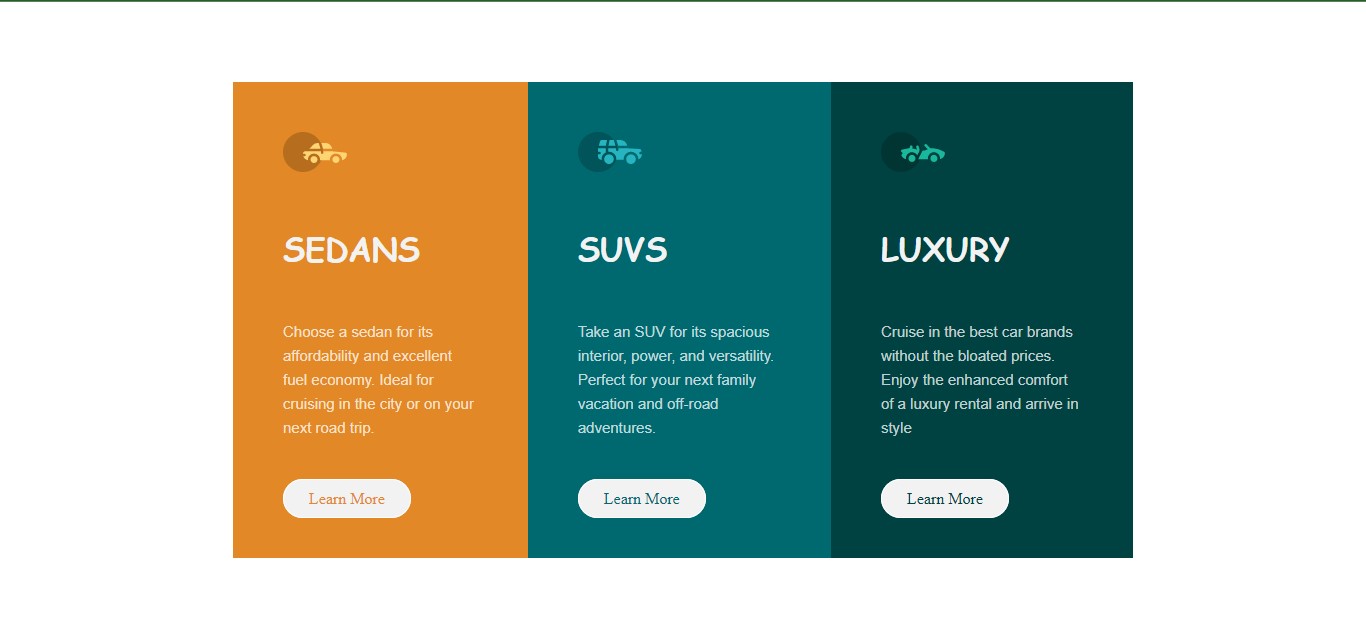 SEDANS
Choose a sedan for its
affordability and excellent
fuel economy. Ideal for
cruising in the city or on your
next road trip.
Learn More
SUVS
Take an SUV for its spacious
interior, power, and versatility.
Perfect for your next family
vacation and off-road
adventures.
Learn More
LUXURY
Cruise in the best car brands
without the bloated prices.
Enjoy the enhanced comfort
of a luxury rental and arrive in
style
Learn More